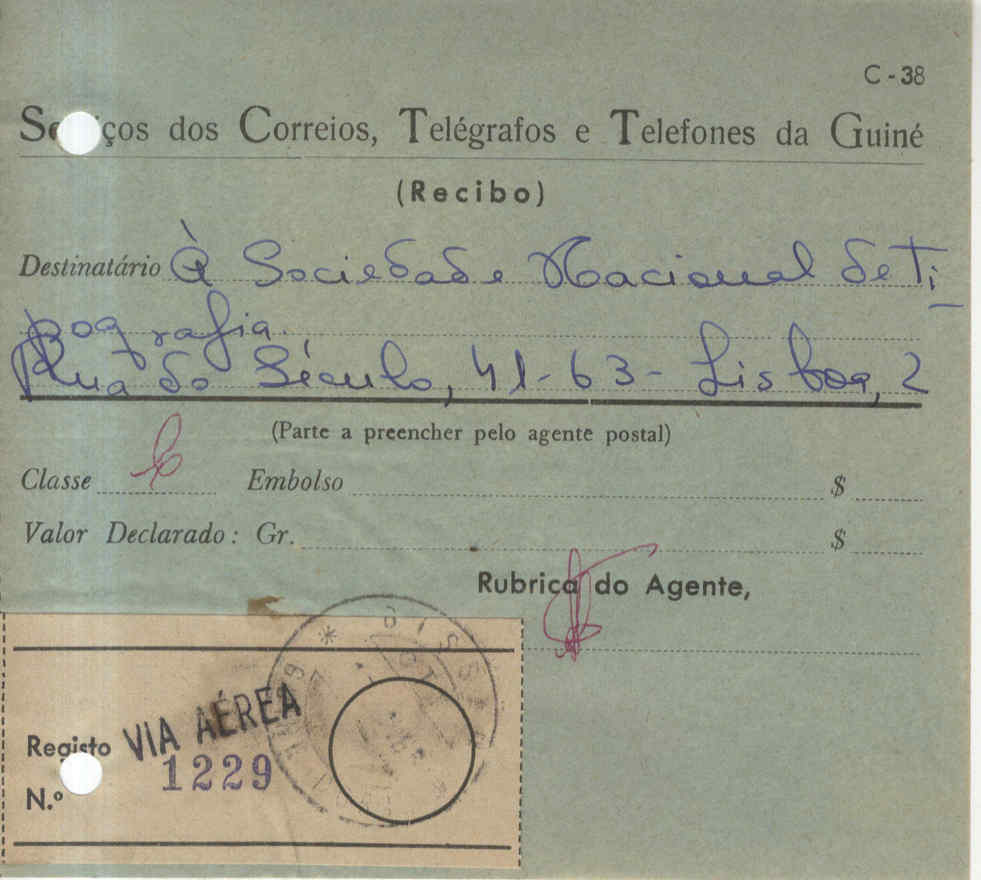 C-38
Serviços dos Correios, Telégrafos e Telefones da Guiné
(Recibo)
Destinatário À Sociedade Nacional de Ti-
pografia.
Rua do Século, 41-63-Lisboa, 2
(Parte a preencher pelo agente postal)
Classe Embolso $
Valor Declarado: Gr. $
Rubrica do Agente,
BISSAU
VIA AÉREA
Registo
1229
N.º